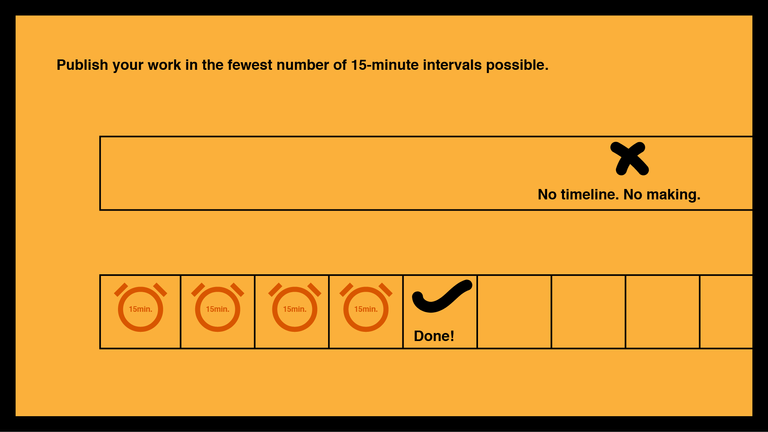 Publish your work in the fewest number of 15-minute intervals possible.
No timeline. No making.
15min.
15min.
15min.
15min.
Done!